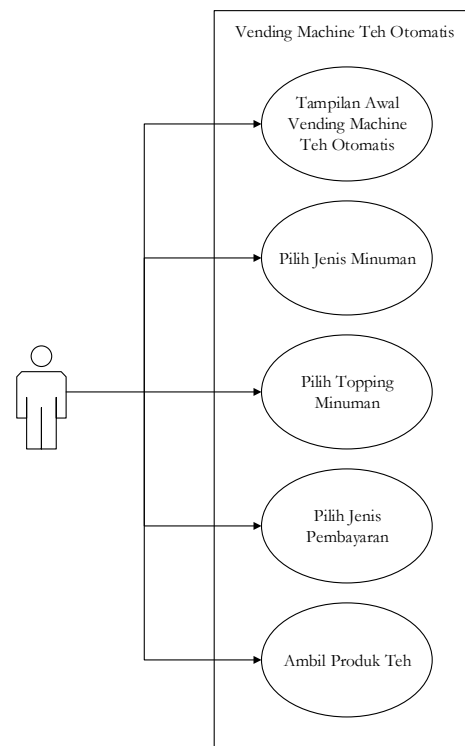 Vending Machine Teh Otomatis
Tampilan Awal
Vending Machine
Teh Otomatis
Pilih Jenis Minuman
Pilih Topping
Minuman
Pilih Jenis
Pembayaran
Ambil Produk Teh